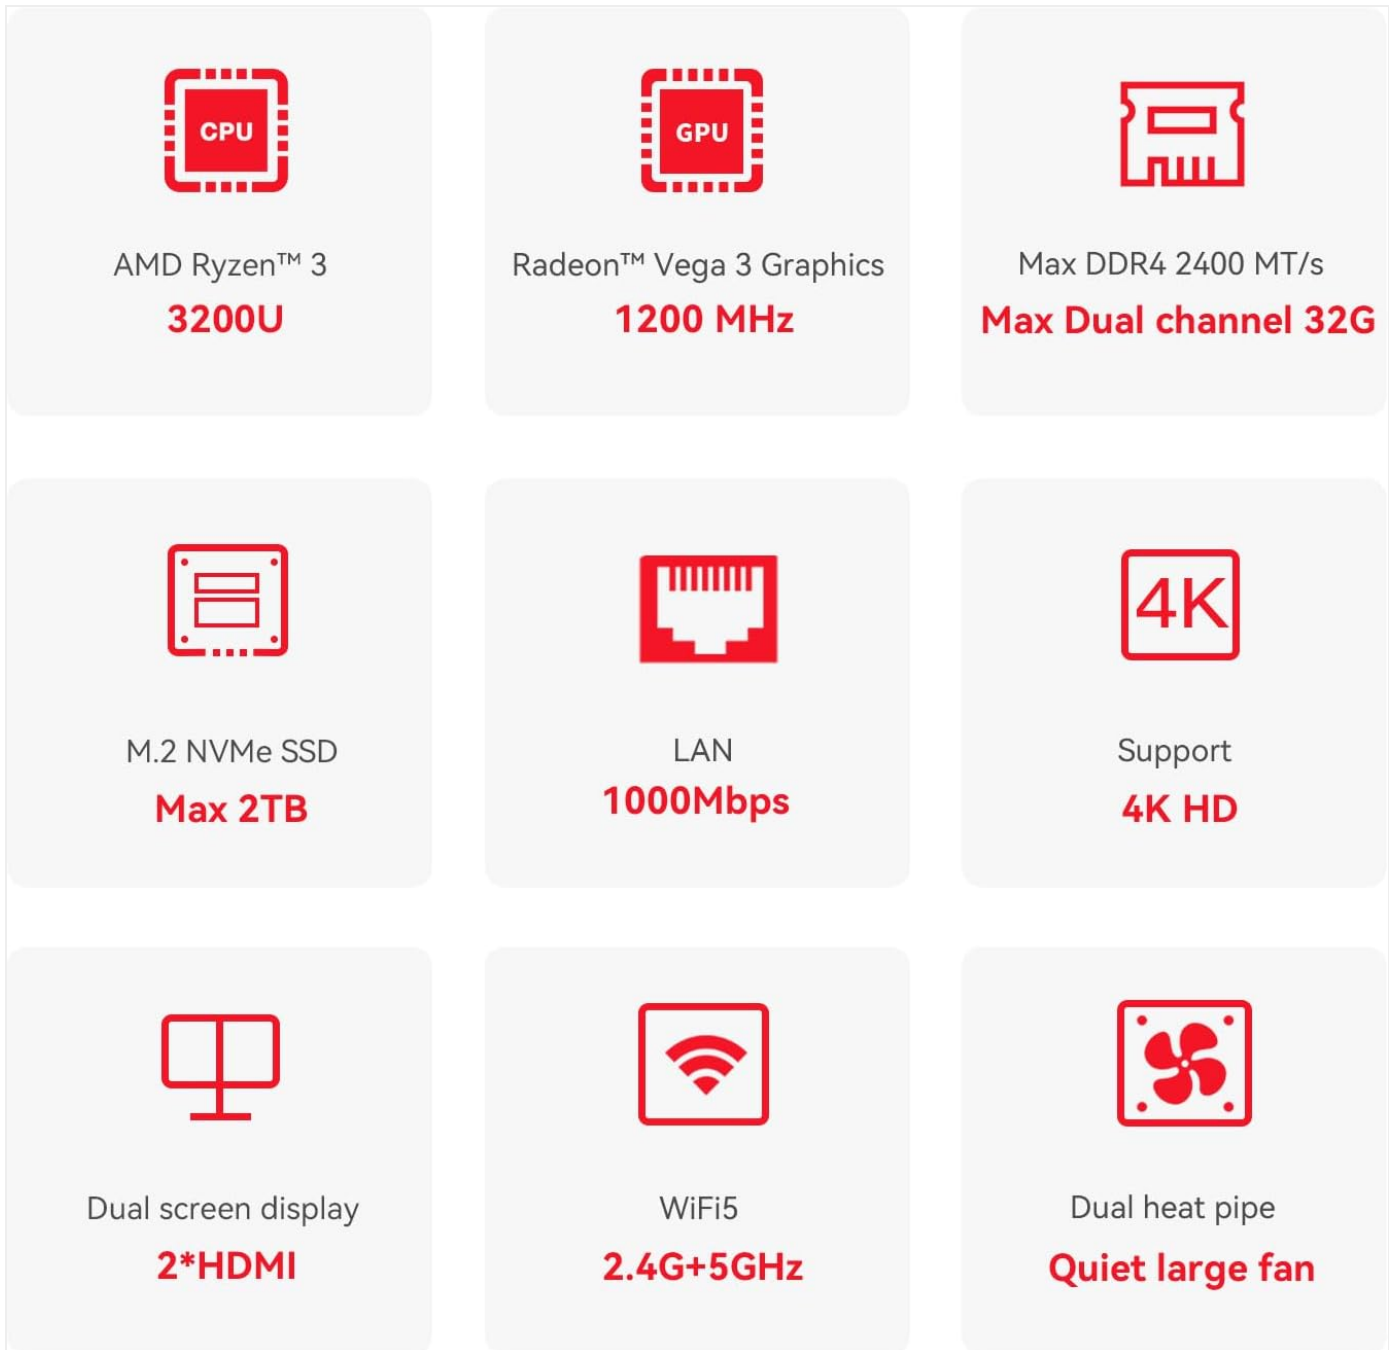 CPU
AMD Ryzen™ 3
3200U
GPU
Radeon™ Vega 3 Graphics
1200 MHz
Max DDR4 2400 MT/s
Max Dual channel 32G
M.2 NVMe SSD
Max 2TB
LAN
1000Mbps
4K
Support
4K HD
Dual screen display
2*HDMI
WiFi5
2.4G+5GHz
Dual heat pipe
Quiet large fan